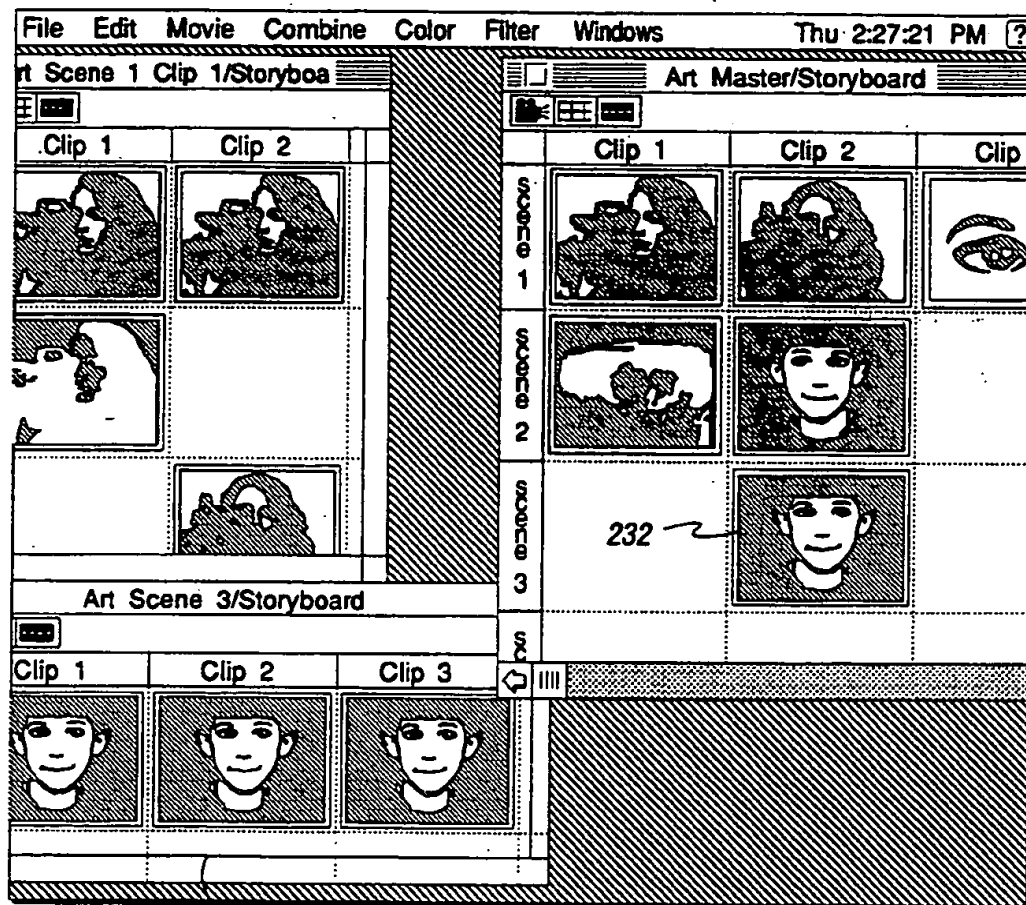 File Edit Movie Combine Color Filter Windows Thu 2:27:21 PM ?
rt Scene 1 Clip 1/Storyboa
Clip 1 Clip 2
Art Master/Storyboard
Clip 1 Clip 2 Clip
Scene 1
Scene 2
Scene 3
232
Sc
Art Scene 3/Storyboard
Clip 1 Clip 2 Clip 3